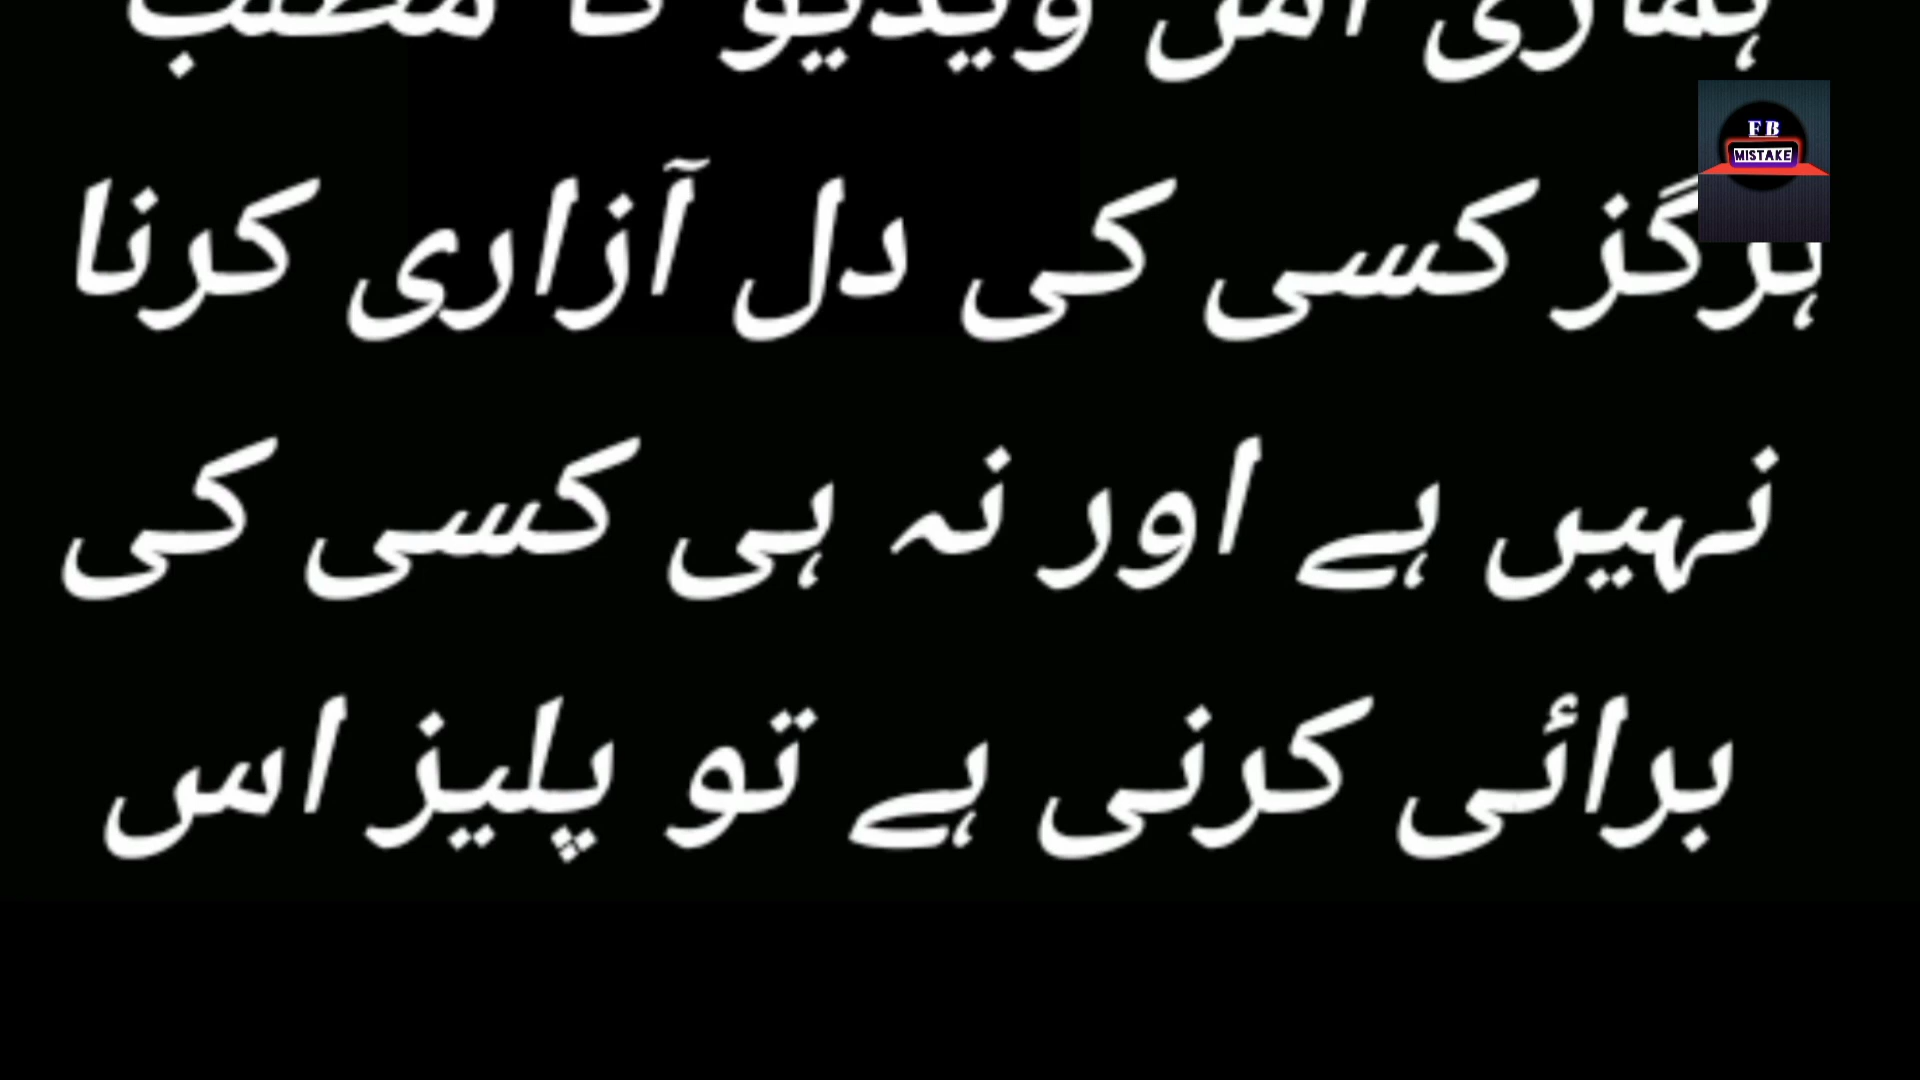 ہماری اس ویڈیو کا مطلب
FB
MISTAKE
ہرگز کسی کی دل آزاری کرنا
نہیں ہے اور نہ ہی کسی کی
برائی کرنی ہے تو پلیز اس